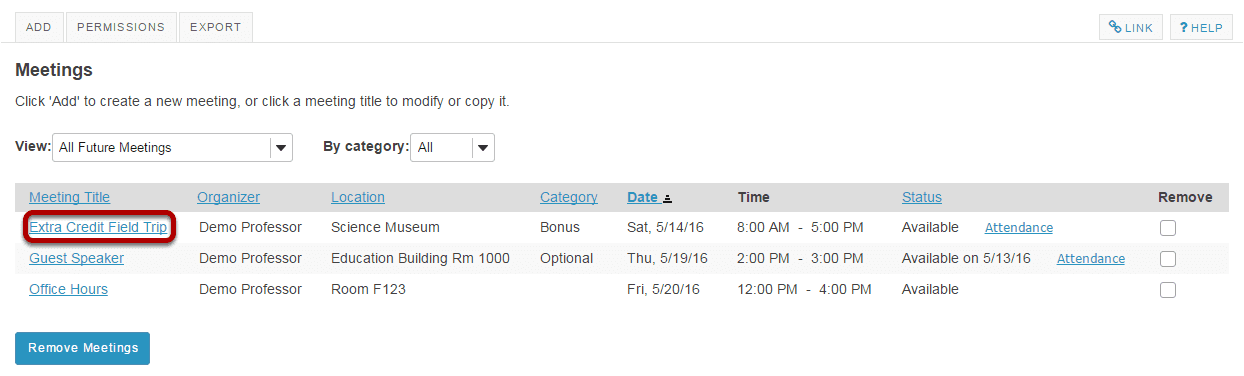 ADD PERMISSIONS EXPORT LINK ? HELP
Meetings
Click 'Add' to create a new meeting, or click a meeting title to modify or copy it.
View: All Future Meetings By category: All
Meeting Title Organizer Location Category Date Time Status Remove
Extra Credit Field Trip Demo Professor Science Museum Bonus Sat, 5/14/16 8:00 AM - 5:00 PM Available Attendance
Guest Speaker Demo Professor Education Building Rm 1000 Optional Thu, 5/19/16 2:00 PM - 3:00 PM Available on 5/13/16 Attendance
Office Hours Demo Professor Room F123 Fri, 5/20/16 12:00 PM - 4:00 PM Available
Remove Meetings